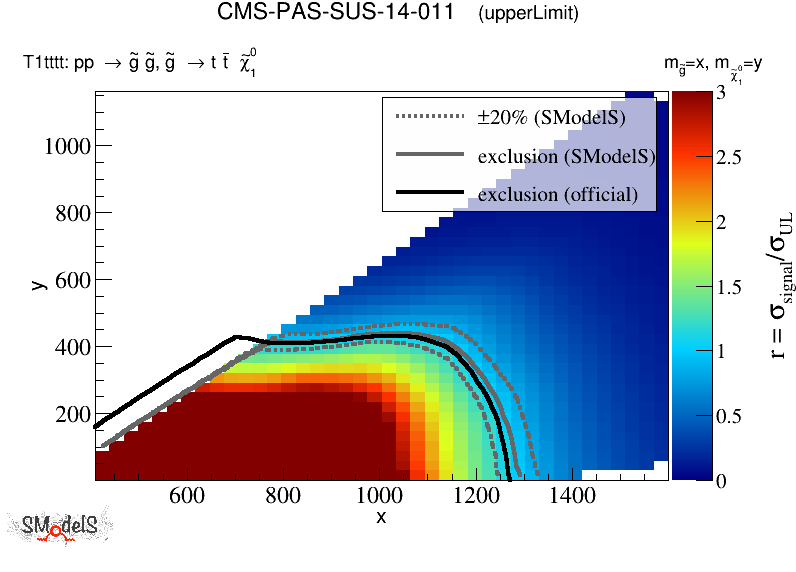 CMS-PAS-SUS-14-011 (upperLimit)
T1tttt: pp → g̃ g̃, g̃ → t t̄ χ̃₁⁰
m_g̃=x, m_χ̃₁⁰=y
±20% (SModelS)
exclusion (SModelS)
exclusion (official)
1000
800
600
400
200
y
600 800 1000 1200 1400
x
3
2.5
2
1.5
1
0.5
0
r = σ_signal/σ_UL
SModelS